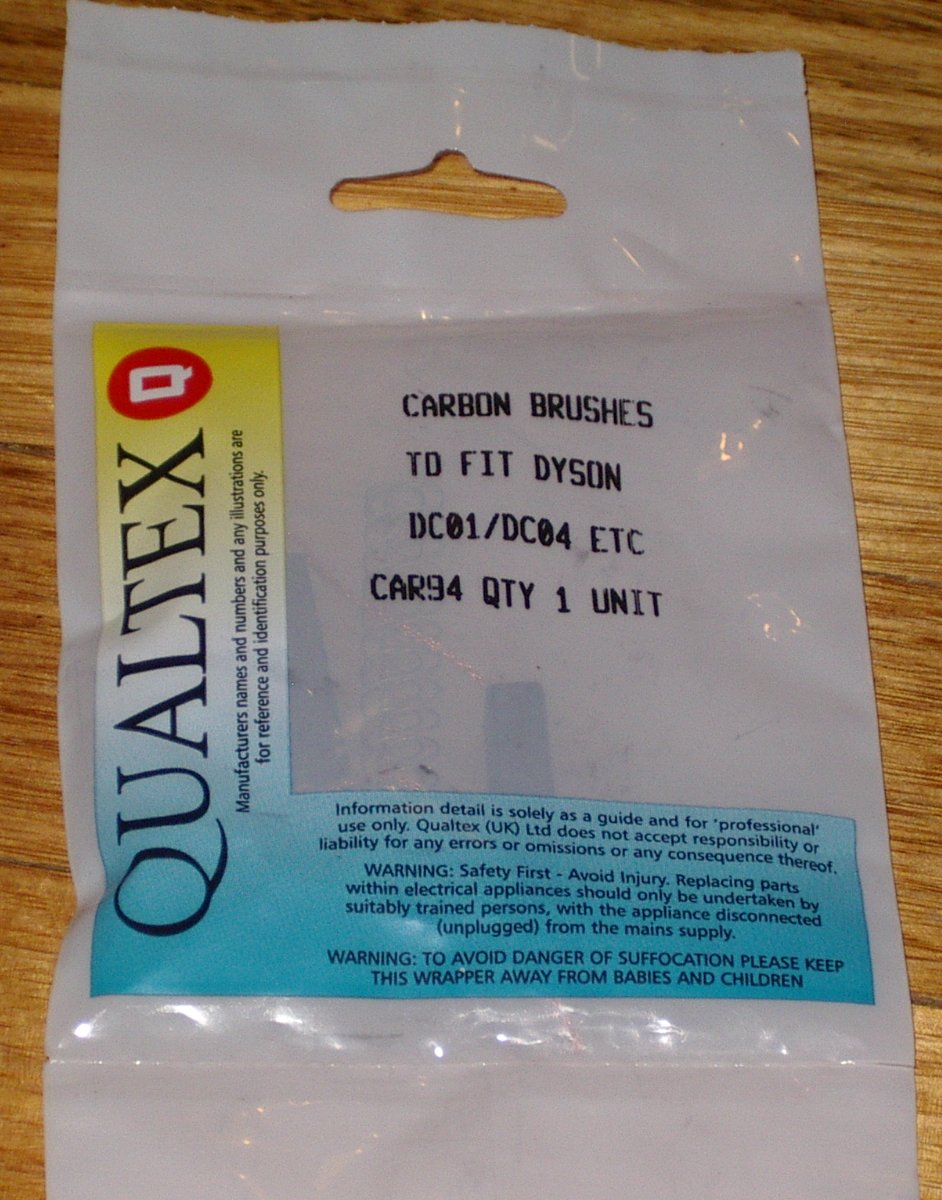 Q
QUALTEX
Manufacturers names and numbers and any illustrations are
for reference and identification purposes only.
CARBON BRUSHES
TO FIT DYSON
DC01/DC04 ETC
CAR94 QTY 1 UNIT
Information detail is solely as a guide and for 'professional'
use only. Qualtex (UK) Ltd does not accept responsibility or
liability for any errors or omissions or any consequence thereof.
WARNING: Safety First - Avoid Injury. Replacing parts
within electrical appliances should only be undertaken by
suitably trained persons, with the appliance disconnected
(unplugged) from the mains supply.
WARNING: TO AVOID DANGER OF SUFFOCATION PLEASE KEEP
THIS WRAPPER AWAY FROM BABIES AND CHILDREN